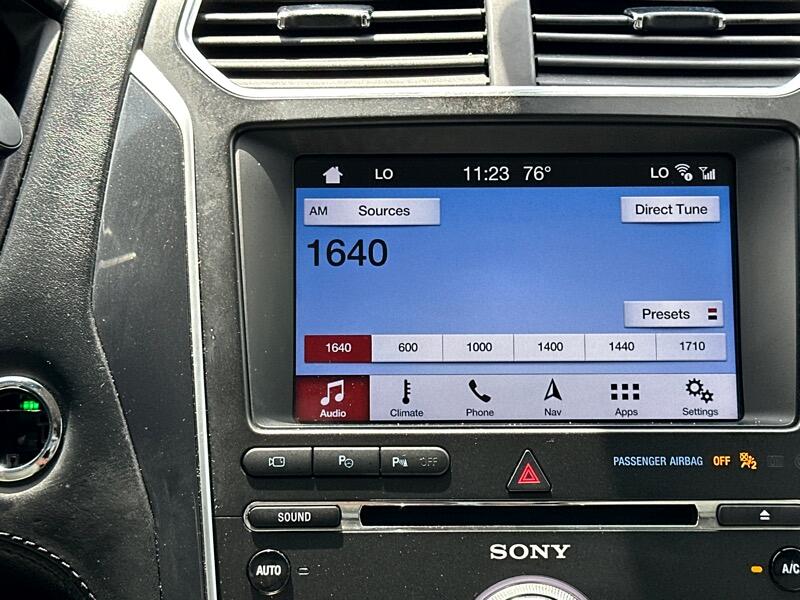 LO 11:23 76° LO
AM Sources Direct Tune
1640
Presets
1640 600 1000 1400 1440 1710
Audio Climate Phone Nav Apps Settings
P P OFF
PASSENGER AIRBAG OFF 2
SOUND
SONY
AUTO A/C